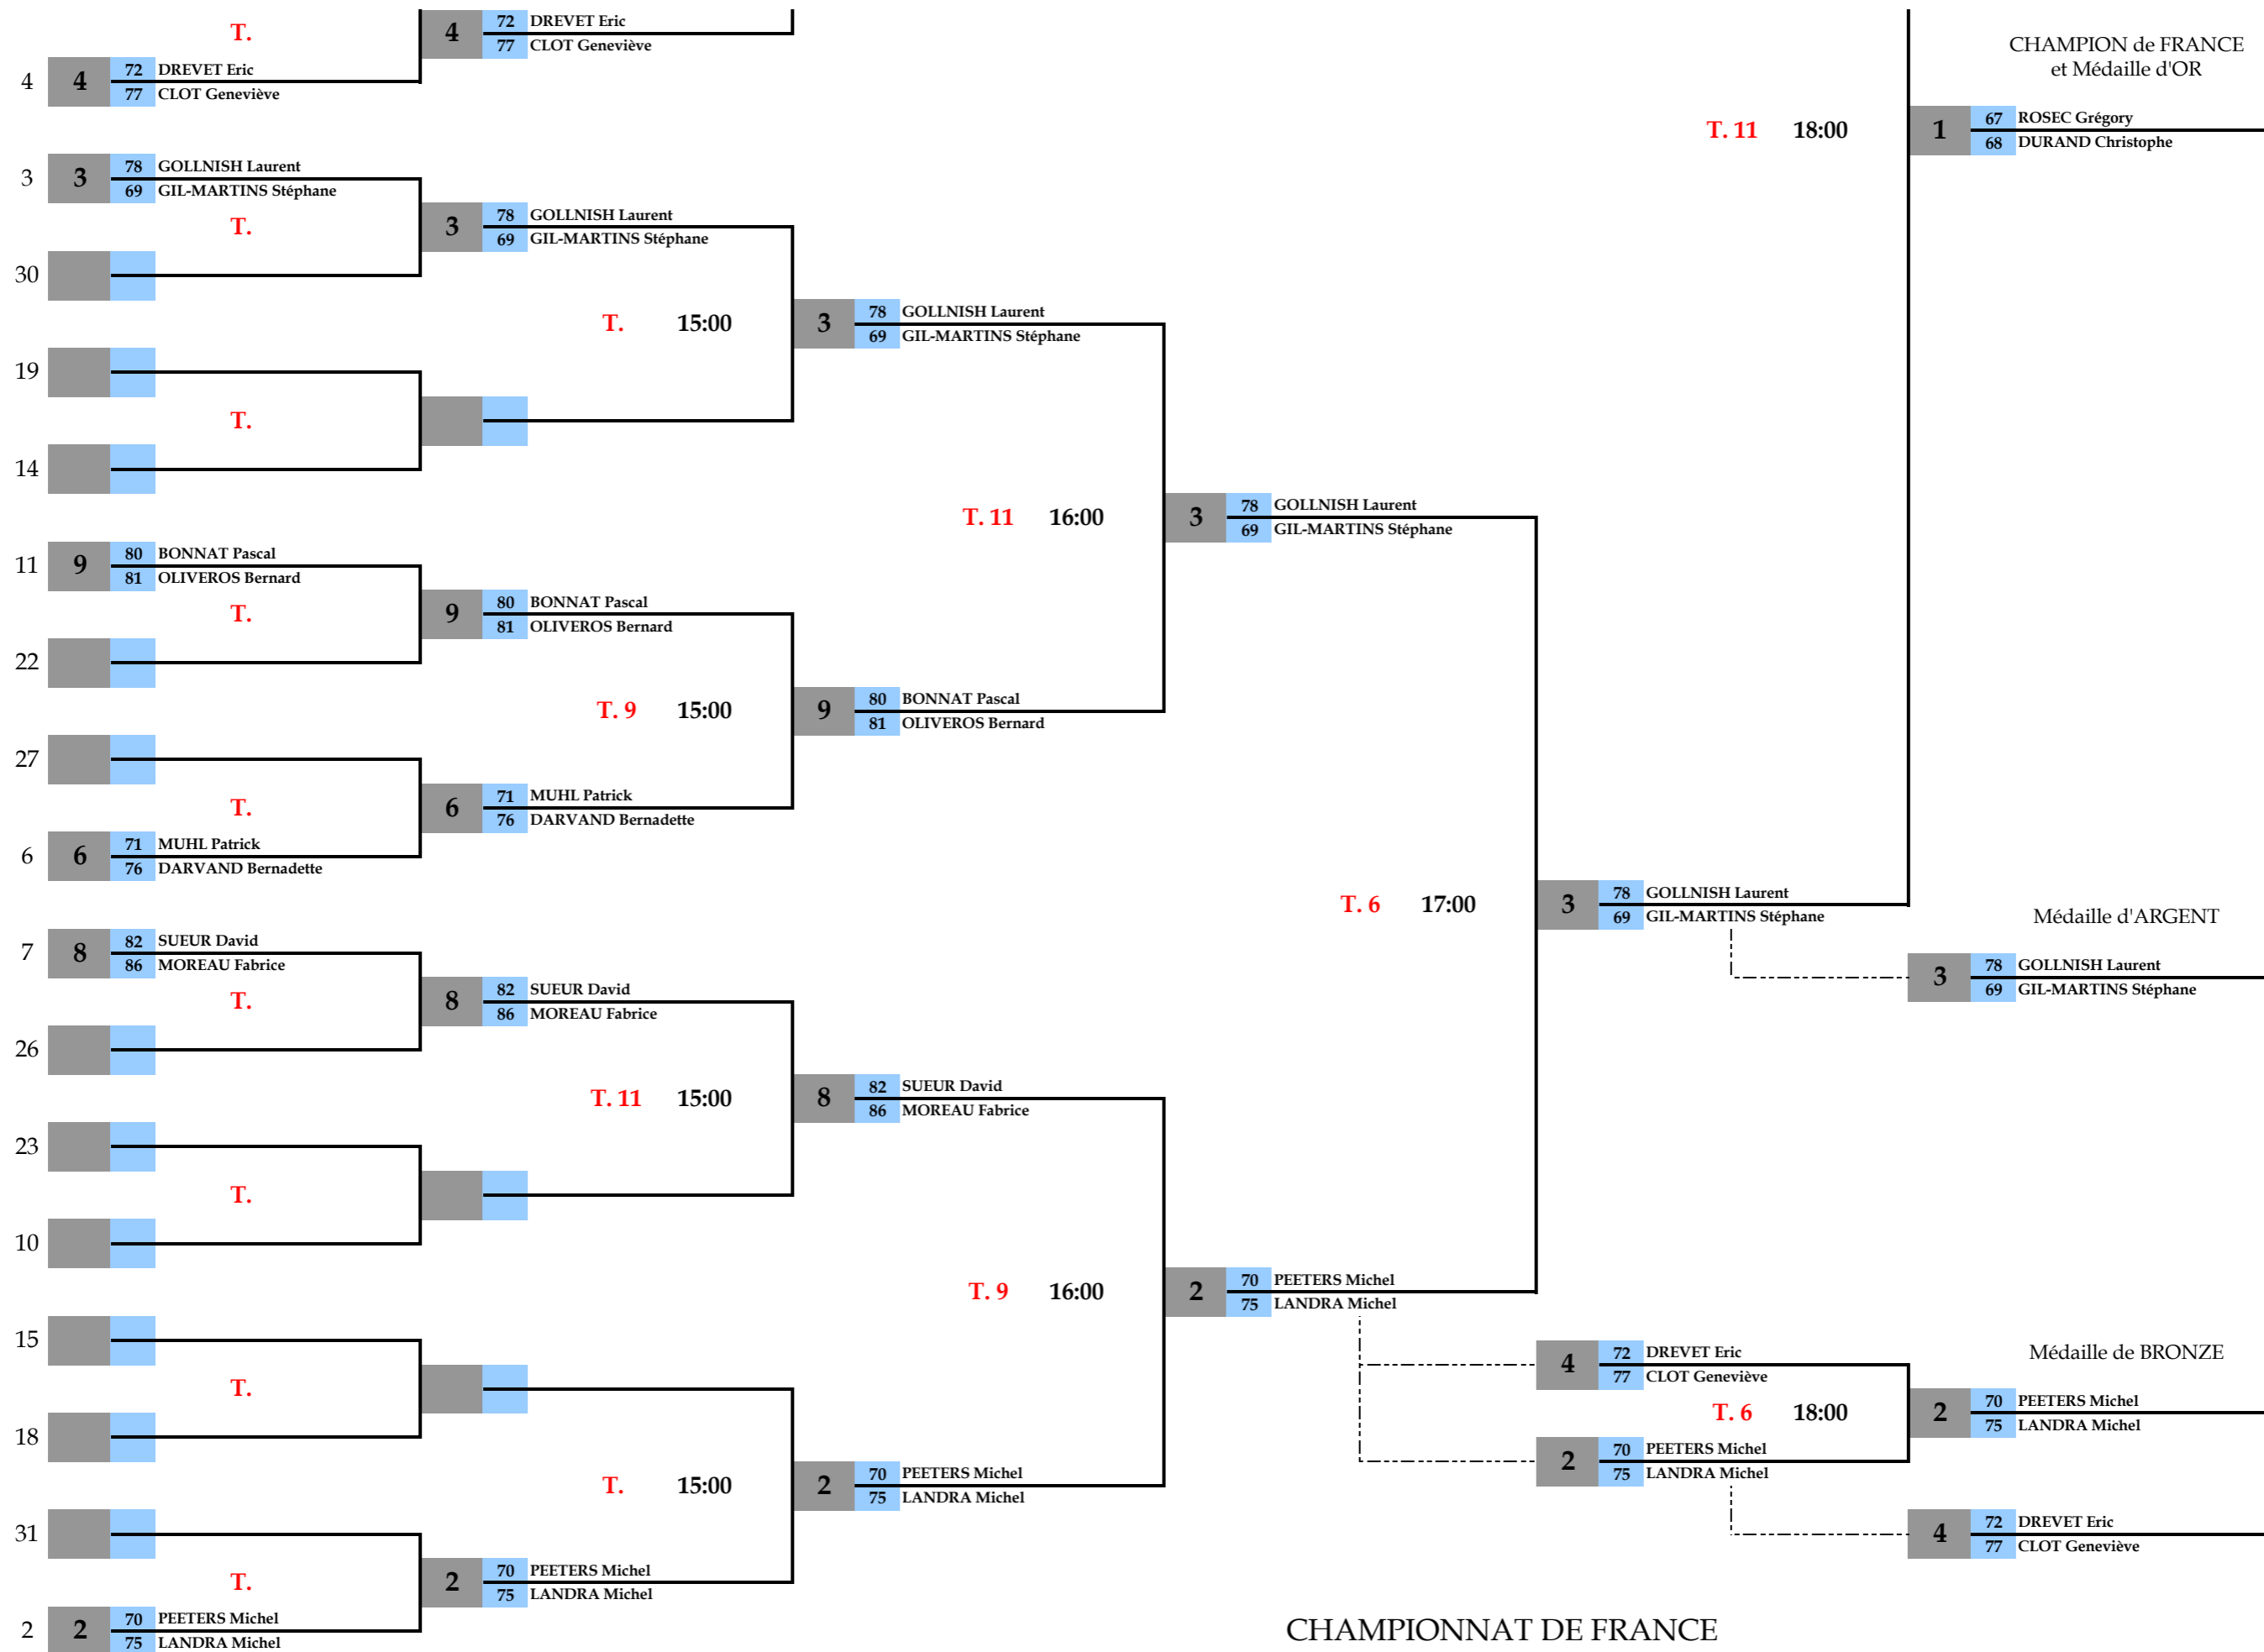 T.
4
72 DREVET Eric
77 CLOT Geneviève
4
4
72 DREVET Eric
77 CLOT Geneviève
CHAMPION de FRANCE
et Médaille d'OR
T. 11 18:00
1
67 ROSEC Grégory
68 DURAND Christophe
3
3
78 GOLLNISH Laurent
69 GIL-MARTINS Stéphane
T.
3
78 GOLLNISH Laurent
69 GIL-MARTINS Stéphane
30
T. 15:00
3
78 GOLLNISH Laurent
69 GIL-MARTINS Stéphane
19
T.
14
T. 11 16:00
3
78 GOLLNISH Laurent
69 GIL-MARTINS Stéphane
11
9
80 BONNAT Pascal
81 OLIVEROS Bernard
T.
9
80 BONNAT Pascal
81 OLIVEROS Bernard
22
T. 9 15:00
9
80 BONNAT Pascal
81 OLIVEROS Bernard
27
T.
6
71 MUHL Patrick
76 DARVAND Bernadette
6
6
71 MUHL Patrick
76 DARVAND Bernadette
T. 6 17:00
3
78 GOLLNISH Laurent
69 GIL-MARTINS Stéphane
Médaille d'ARGENT
3
78 GOLLNISH Laurent
69 GIL-MARTINS Stéphane
7
8
82 SUEUR David
86 MOREAU Fabrice
T.
8
82 SUEUR David
86 MOREAU Fabrice
26
T. 11 15:00
8
82 SUEUR David
86 MOREAU Fabrice
23
T.
10
T. 9 16:00
2
70 PEETERS Michel
75 LANDRA Michel
15
T.
18
4
72 DREVET Eric
77 CLOT Geneviève
Médaille de BRONZE
T. 6 18:00
2
70 PEETERS Michel
75 LANDRA Michel
2
70 PEETERS Michel
75 LANDRA Michel
T. 15:00
2
70 PEETERS Michel
75 LANDRA Michel
31
T.
2
70 PEETERS Michel
75 LANDRA Michel
4
72 DREVET Eric
77 CLOT Geneviève
2
2
70 PEETERS Michel
75 LANDRA Michel
CHAMPIONNAT DE FRANCE